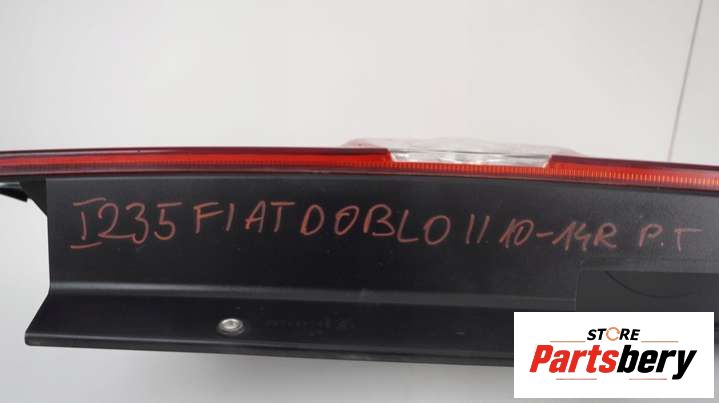 I235 FIAT DOBLO II 10-14R P.T
STORE
Partsbery